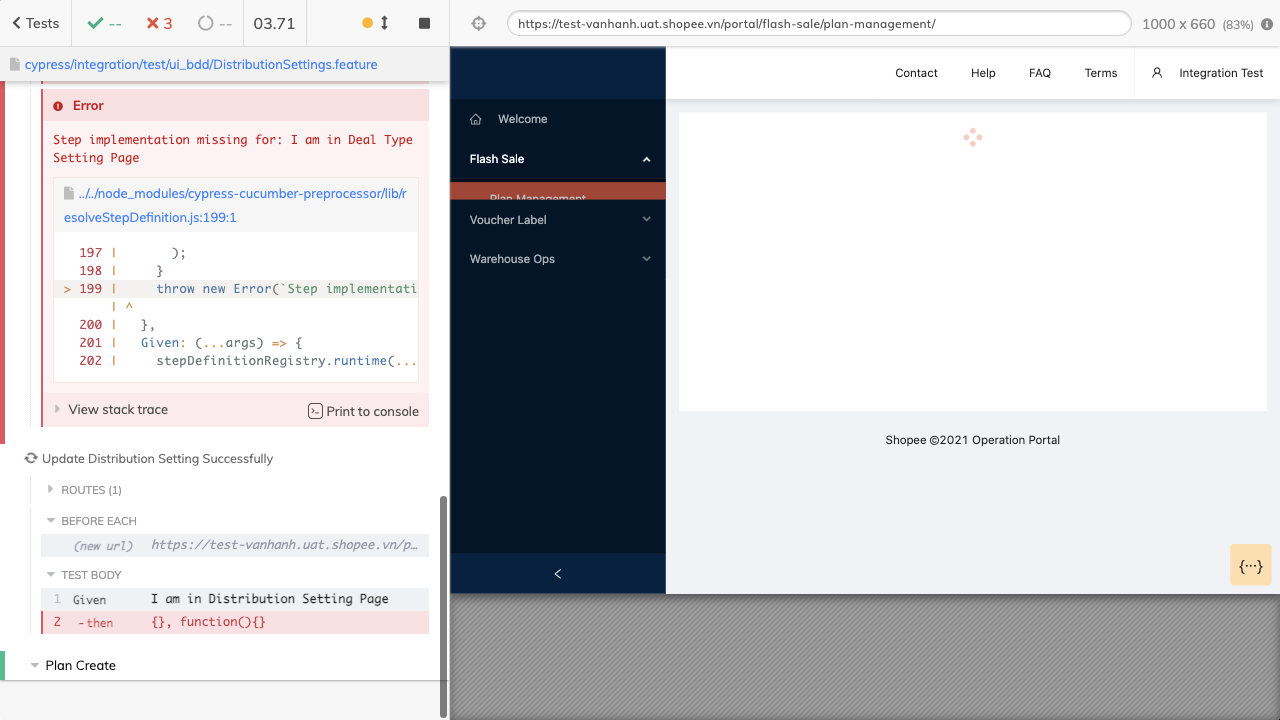 Tests
--
3
--
03.71
https://test-vanhanh.uat.shopee.vn/portal/flash-sale/plan-management/
1000 x 660 (83%)
cypress/integration/test/ui_bdd/DistributionSettings.feature
Error
Step implementation missing for: I am in Deal Type
Setting Page
../../node_modules/cypress-cucumber-preprocessor/lib/r
esolveStepDefinition.js:199:1
197 | );
198 | }
> 199 | throw new Error(`Step implementati
| ^
200 | },
201 | Given: (...args) => {
202 | stepDefinitionRegistry.runtime(...
View stack trace
Print to console
Update Distribution Setting Successfully
ROUTES (1)
BEFORE EACH
(new url) https://test-vanhanh.uat.shopee.vn/p…
TEST BODY
1 Given I am in Distribution Setting Page
2 -then {}, function(){}
Plan Create
Contact
Help
FAQ
Terms
Integration Test
Welcome
Flash Sale
Plan Management
Voucher Label
Warehouse Ops
Shopee ©2021 Operation Portal
{···}